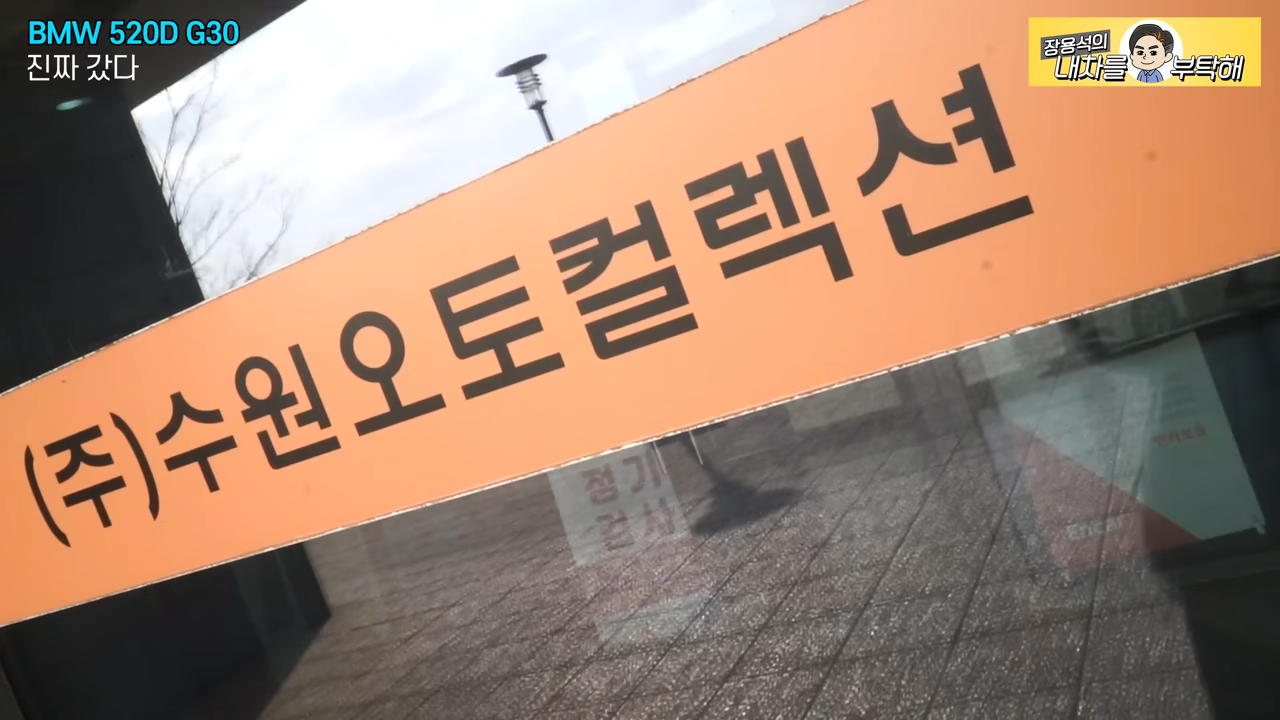 BMW 520D G30
진짜 갔다
장용석의
내차를 부탁해
(주)수원오토컬렉션
정기
검사